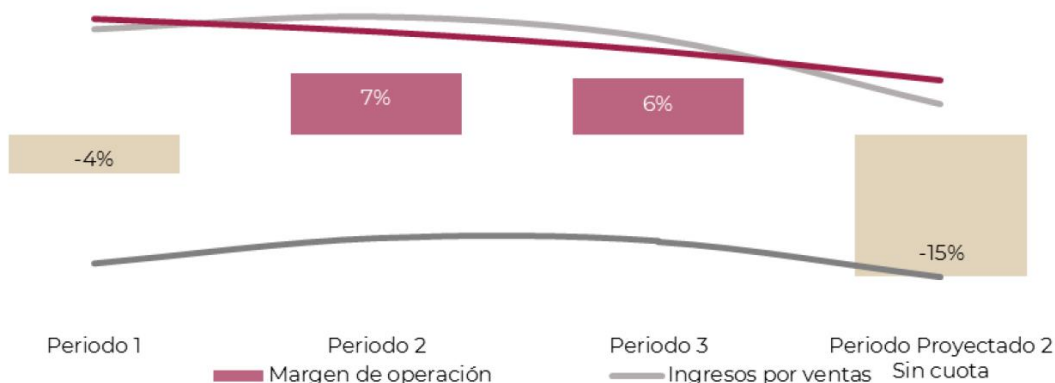 7%
6%
-4%
-15%
Periodo 1
Periodo 2
Periodo 3
Periodo Proyectado 2
Sin cuota
Margen de operación
Ingresos por ventas